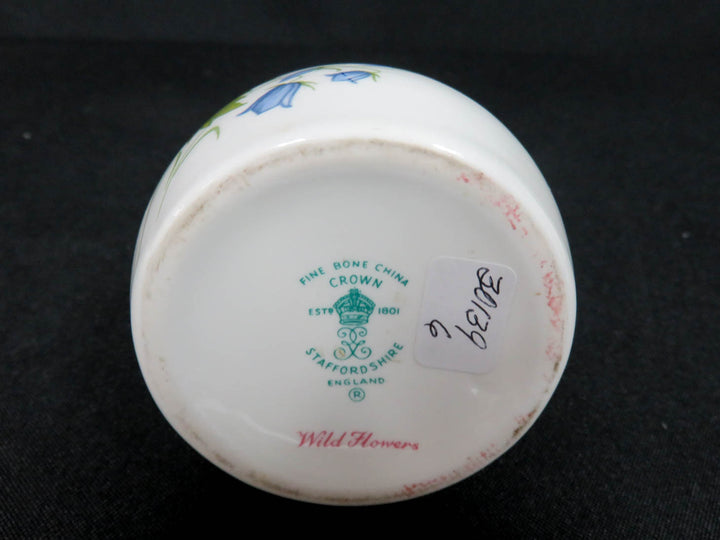 FINE BONE CHINA
CROWN
ESTD 1801
STAFFORDSHIRE
ENGLAND
®
Wild Flowers
30139
6